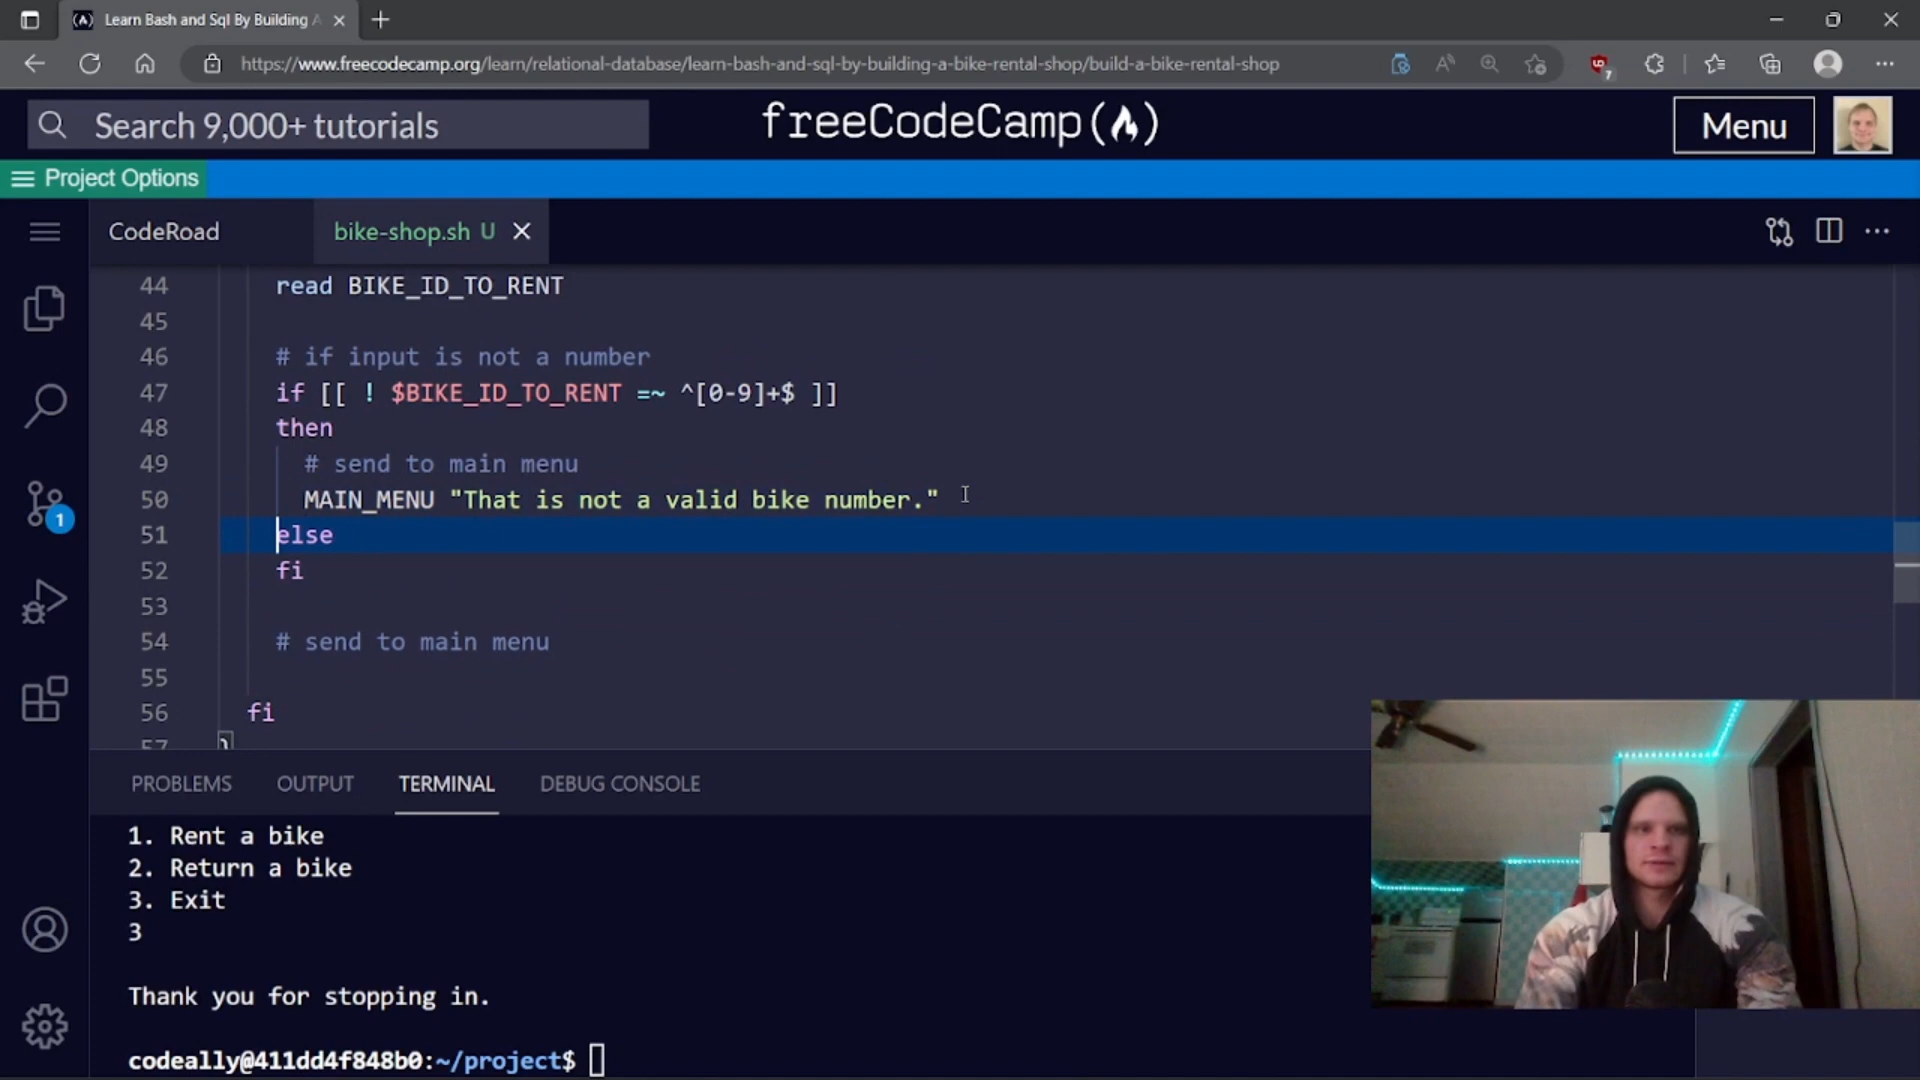 Learn Bash and Sql By Building A
https://www.freecodecamp.org/learn/relational-database/learn-bash-and-sql-by-building-a-bike-rental-shop/build-a-bike-rental-shop
7
Search 9,000+ tutorials
freeCodeCamp
Menu
Project Options
CodeRoad
bike-shop.sh U
44 read BIKE_ID_TO_RENT
45
46 # if input is not a number
47 if [[ ! $BIKE_ID_TO_RENT =~ ^[0-9]+$ ]]
48 then
49 # send to main menu
50 MAIN_MENU "That is not a valid bike number."
51 else
52 fi
53
54 # send to main menu
55
56 fi
57 }
1
PROBLEMS OUTPUT TERMINAL DEBUG CONSOLE
1. Rent a bike
2. Return a bike
3. Exit
3
Thank you for stopping in.
codeally@411dd4f848b0:~/project$